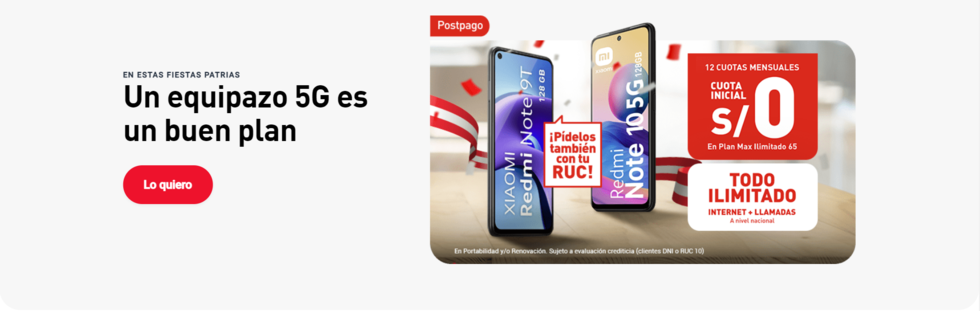 Postpago
EN ESTAS FIESTAS PATRIAS
Un equipazo 5G es
un buen plan
Lo quiero
XIAOMI
Redmi Note 9T
128 GB
¡Pídelos
también
con tu
RUC!
Redmi
Note 10 5G
128GB
12 CUOTAS MENSUALES
CUOTA
INICIAL
S/0
En Plan Max Ilimitado 65
TODO
ILIMITADO
INTERNET + LLAMADAS
A nivel nacional
En Portabilidad y/o Renovación. Sujeto a evaluación crediticia (clientes DNI o RUC 10)